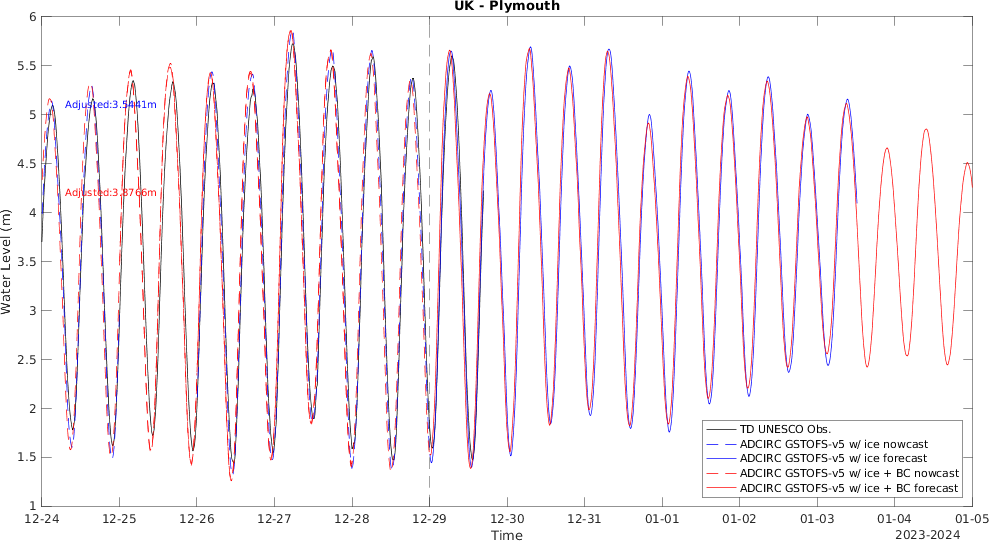 UK - Plymouth
6
5.5
5
4.5
4
3.5
3
2.5
2
1.5
1
Water Level (m)
Adjusted:3.5441m
Adjusted:3.3766m
TD UNESCO Obs.
ADCIRC GSTOFS-v5 w/ ice nowcast
ADCIRC GSTOFS-v5 w/ ice forecast
ADCIRC GSTOFS-v5 w/ ice + BC nowcast
ADCIRC GSTOFS-v5 w/ ice + BC forecast
12-24 12-25 12-26 12-27 12-28 12-29 12-30 12-31 01-01 01-02 01-03 01-04 01-05
Time
2023-2024